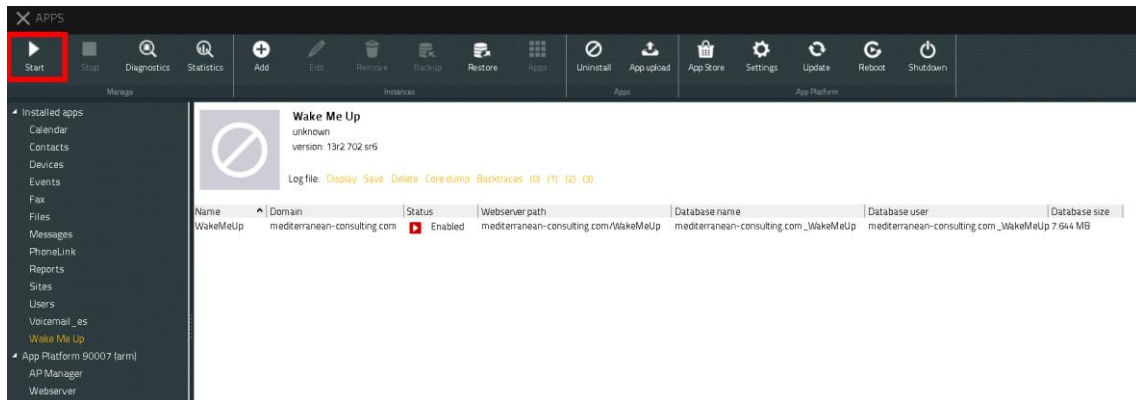 APPS
Start Stop Diagnostics Statistics Add Edit Remove Backup Restore Apps Uninstall App upload App Store Settings Update Reboot Shutdown
Manage Instances Apps App Platform
Installed apps
Calendar
Contacts
Devices
Events
Fax
Files
Messages
PhoneLink
Reports
Sites
Users
Voicemail_es
Wake Me Up
App Platform 90007 (arm)
AP Manager
Webserver
Wake Me Up
unknown
version: 13r2 702 sr6
Log file: Display Save Delete Core dump Backtraces (0) (1) (2) (3)
Name Domain Status Webserver path Database name Database user Database size
WakeMeUp mediterranean-consulting.com Enabled mediterranean-consulting.com/WakeMeUp mediterranean-consulting.com_WakeMeUp mediterranean-consulting.com_WakeMeUp 7.644 MB